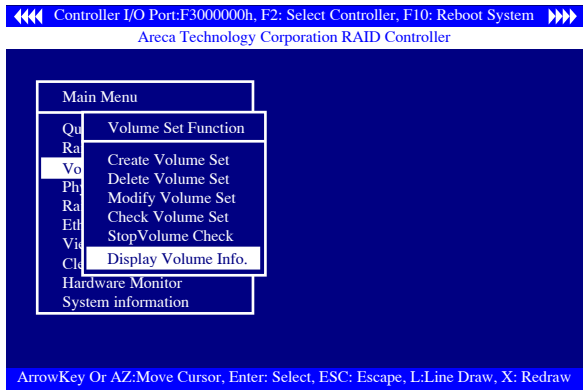 Controller I/O Port:F3000000h, F2: Select Controller, F10: Reboot System
Areca Technology Corporation RAID Controller
Main Menu
Qu
Ra
Vo
Phy
Ra
Eth
Vie
Cle
Hardware Monitor
System information
Volume Set Function
Create Volume Set
Delete Volume Set
Modify Volume Set
Check Volume Set
StopVolume Check
Display Volume Info.
ArrowKey Or AZ:Move Cursor, Enter: Select, ESC: Escape, L:Line Draw, X: Redraw